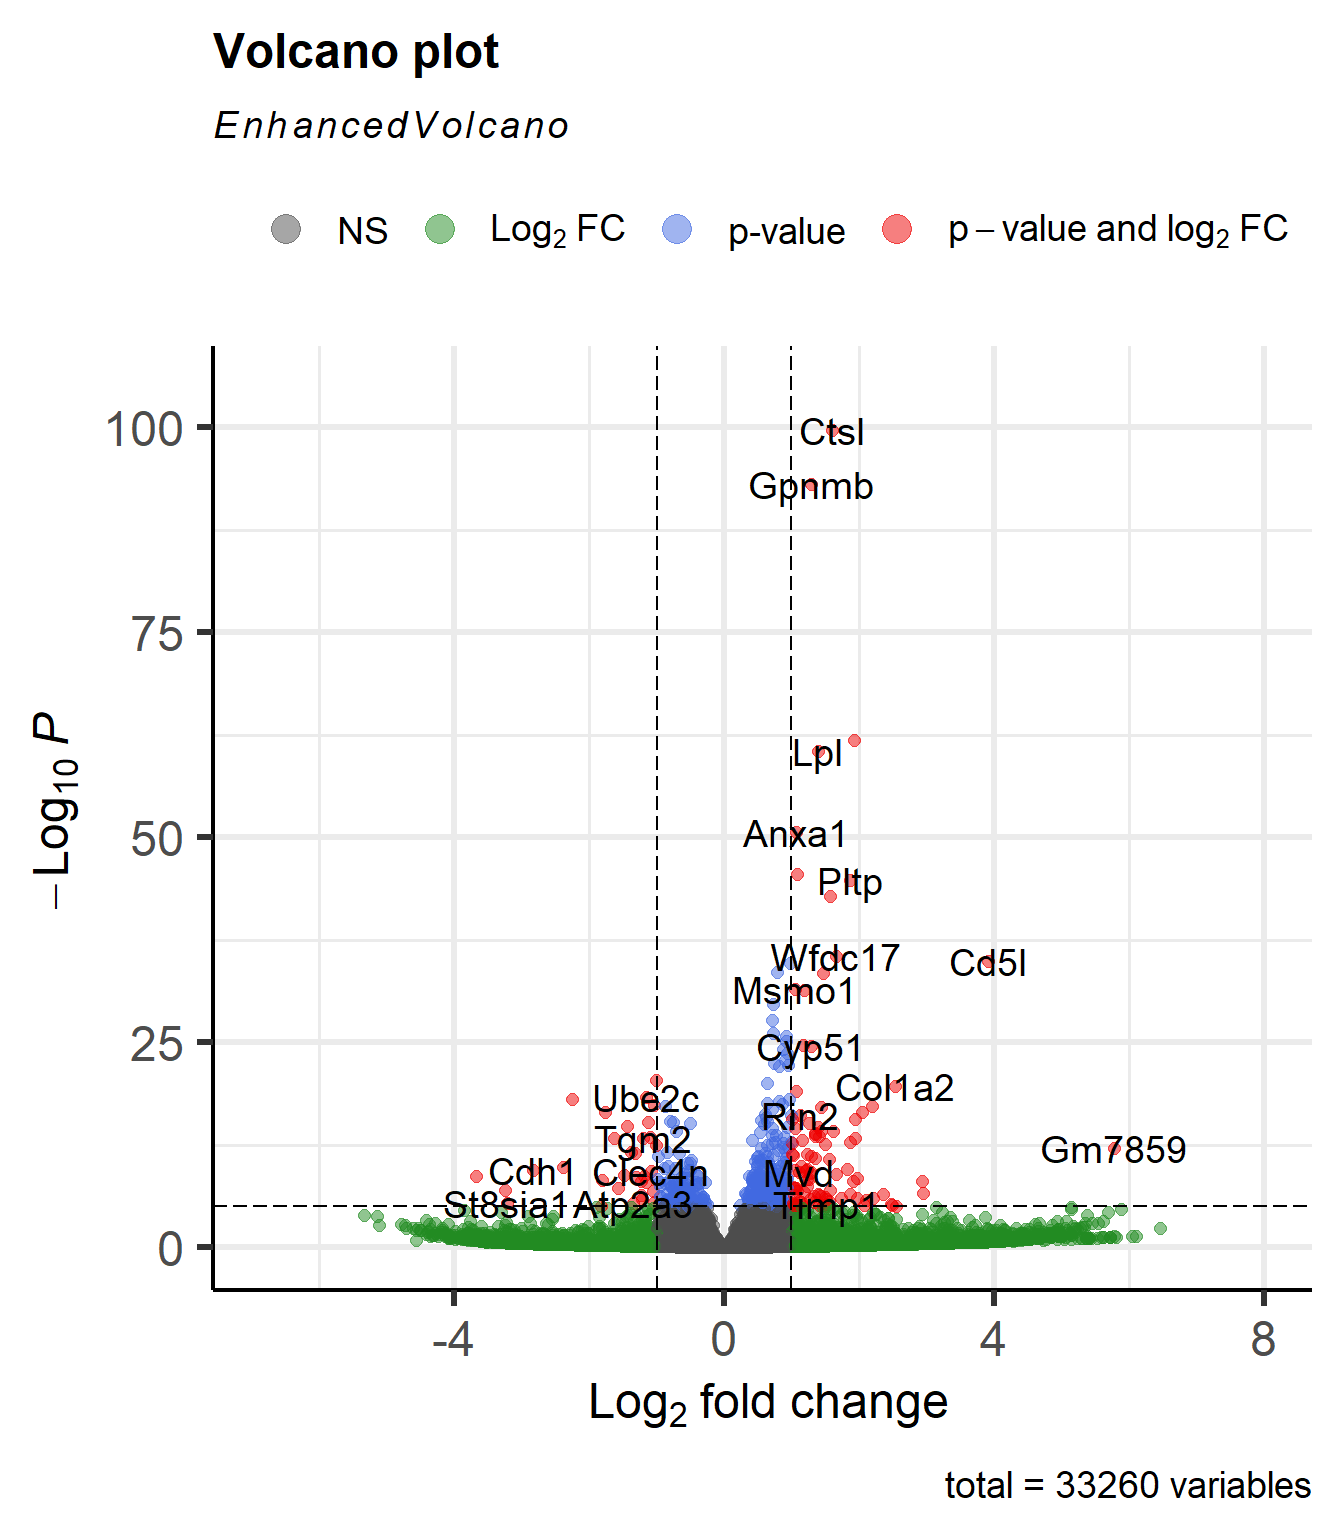 Volcano plot
EnhancedVolcano
NS
Log2 FC
p-value
p – value and log2 FC
100
75
50
25
0
–Log10 P
Ctsl
Gpnmb
Lpl
Anxa1
Pltp
Wfdc17
Cd5l
Msmo1
Cyp51
Col1a2
Ube2c
Rin2
Tgm2
Gm7859
Cdh1
Clec4n
Mvd
St8sia1
Atp2a3
Timp1
-4
0
4
8
Log2 fold change
total = 33260 variables